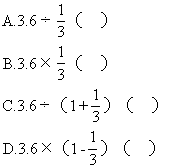 A.3.6÷1/3（ ）
B.3.6×1/3（ ）
C.3.6÷（1+1/3）（ ）
D.3.6×（1-1/3）（ ）